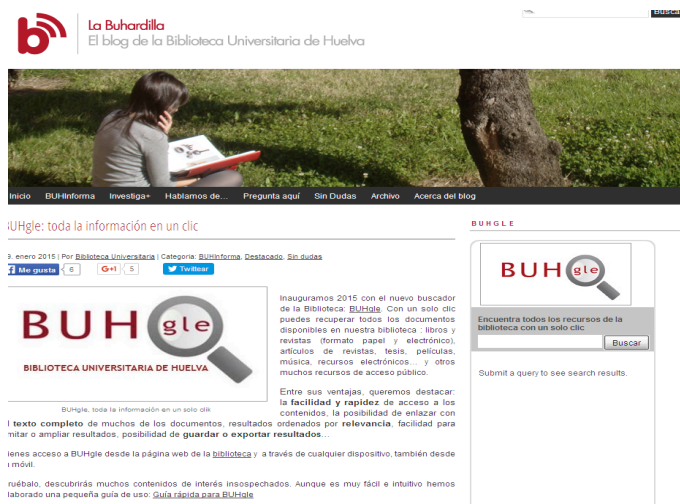 La Buhardilla
El blog de la Biblioteca Universitaria de Huelva
Inicio BUHInforma Investiga+ Hablamos de... Pregunta aquí Sin Dudas Archivo Acerca del blog
BUHgle: toda la información en un clic
enero 2015 | Por Biblioteca Universitaria | Categoria: BUHInforma, Destacado, Sin dudas
Me gusta 6 G+1 5 Twittear
BUHgle
BIBLIOTECA UNIVERSITARIA DE HUELVA
BUHgle, toda la información en un solo clik
Inauguramos 2015 con el nuevo buscador
de la Biblioteca: BUHgle. Con un solo clic
puedes recuperar todos los documentos
disponibles en nuestra biblioteca : libros y
revistas (formato papel y electrónico),
artículos de revistas, tesis, películas,
música, recursos electrónicos... y otros
muchos recursos de acceso público.
Entre sus ventajas, queremos destacar:
la facilidad y rapidez de acceso a los
contenidos, la posibilidad de enlazar con
l texto completo de muchos de los documentos, resultados ordenados por relevancia, facilidad para
mitar o ampliar resultados, posibilidad de guardar o exportar resultados...
ienes acceso a BUHgle desde la página web de la biblioteca y a través de cualquier dispositivo, también desde
móvil.
ruébalo, descubrirás muchos contenidos de interés insospechados. Aunque es muy fácil e intuitivo hemos
laborado una pequeña guía de uso: Guía rápida para BUHgle
BUHGLE
BUHgle
Encuentra todos los recursos de la
biblioteca con un solo clic
Buscar
Submit a query to see search results.